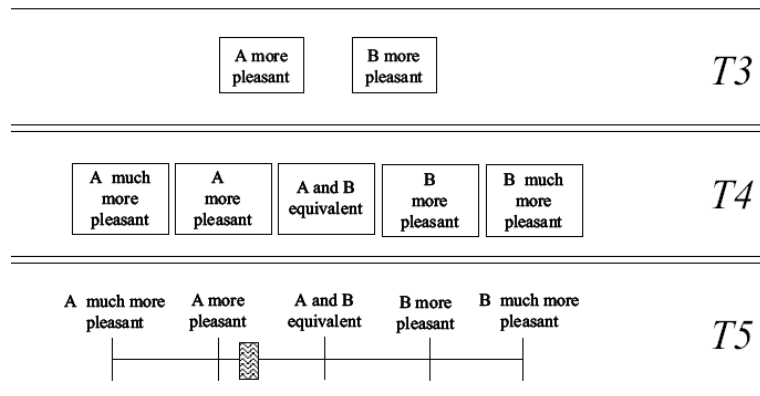 A more
pleasant
B more
pleasant
T3
A much
more
pleasant
A
more
pleasant
A and B
equivalent
B
more
pleasant
B much
more
pleasant
T4
A much more
pleasant
A more
pleasant
A and B
equivalent
B more
pleasant
B much more
pleasant
T5